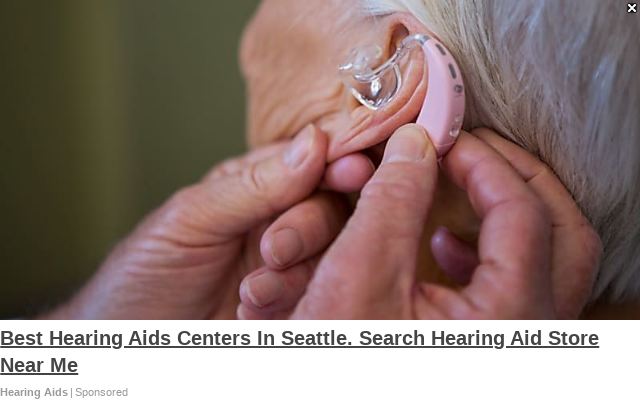 Best Hearing Aids Centers In Seattle. Search Hearing Aid Store
Near Me
Hearing Aids | Sponsored